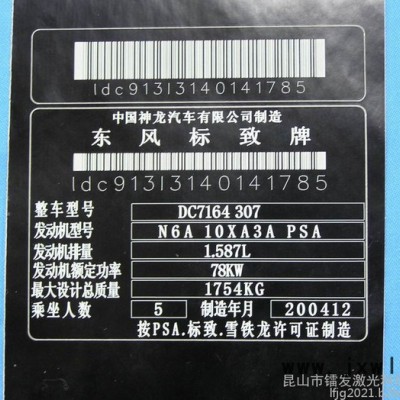 ldc913l3140141785
中国神龙汽车有限公司制造
东风标致牌
ldc913l3140141785
整车型号 DC7164 307
发动机型号 N6A 10XA3A PSA
发动机排量 1.587L
发动机额定功率 78KW
最大设计总质量 1754KG
乘坐人数 5 制造年月 200412
按PSA.标致.雪铁龙许可证制造
昆山市镭发激光科
lfjg2021.b